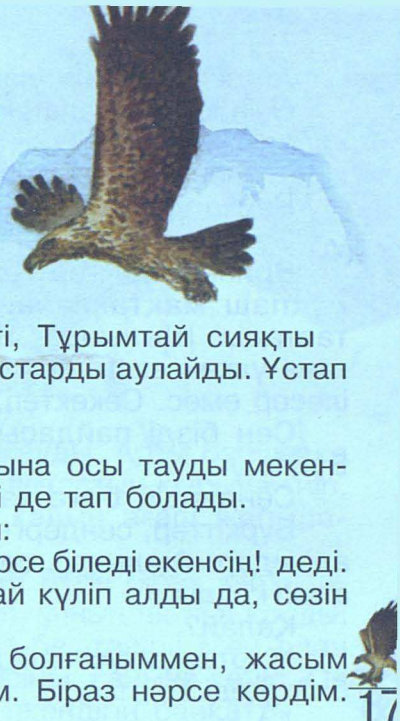 гі, Тұрымтай сияқты
старды аулайды. Ұстап
ына осы тауды мекен-
і де тап болады.
:
рсе біледі екенсің! деді.
ай күліп алды да, сөзін
болғаныммен, жасым
м. Біраз нәрсе көрдім.
17